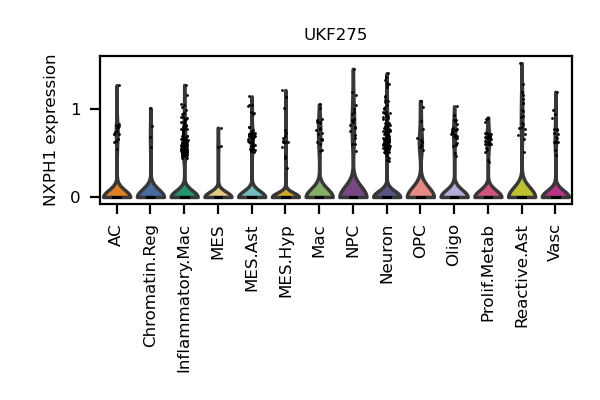 UKF275
NXPH1 expression
1
0
AC
Chromatin.Reg
Inflammatory.Mac
MES
MES.Ast
MES.Hyp
Mac
NPC
Neuron
OPC
Oligo
Prolif.Metab
Reactive.Ast
Vasc